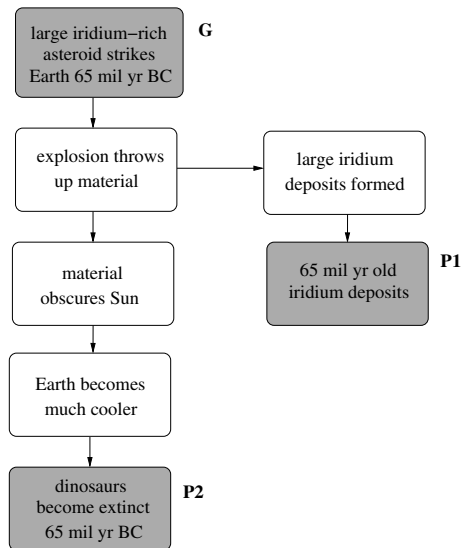 large iridium−rich
asteroid strikes
Earth 65 mil yr BC
G
explosion throws
up material
large iridium
deposits formed
material
obscures Sun
65 mil yr old
iridium deposits
P1
Earth becomes
much cooler
dinosaurs
become extinct
65 mil yr BC
P2